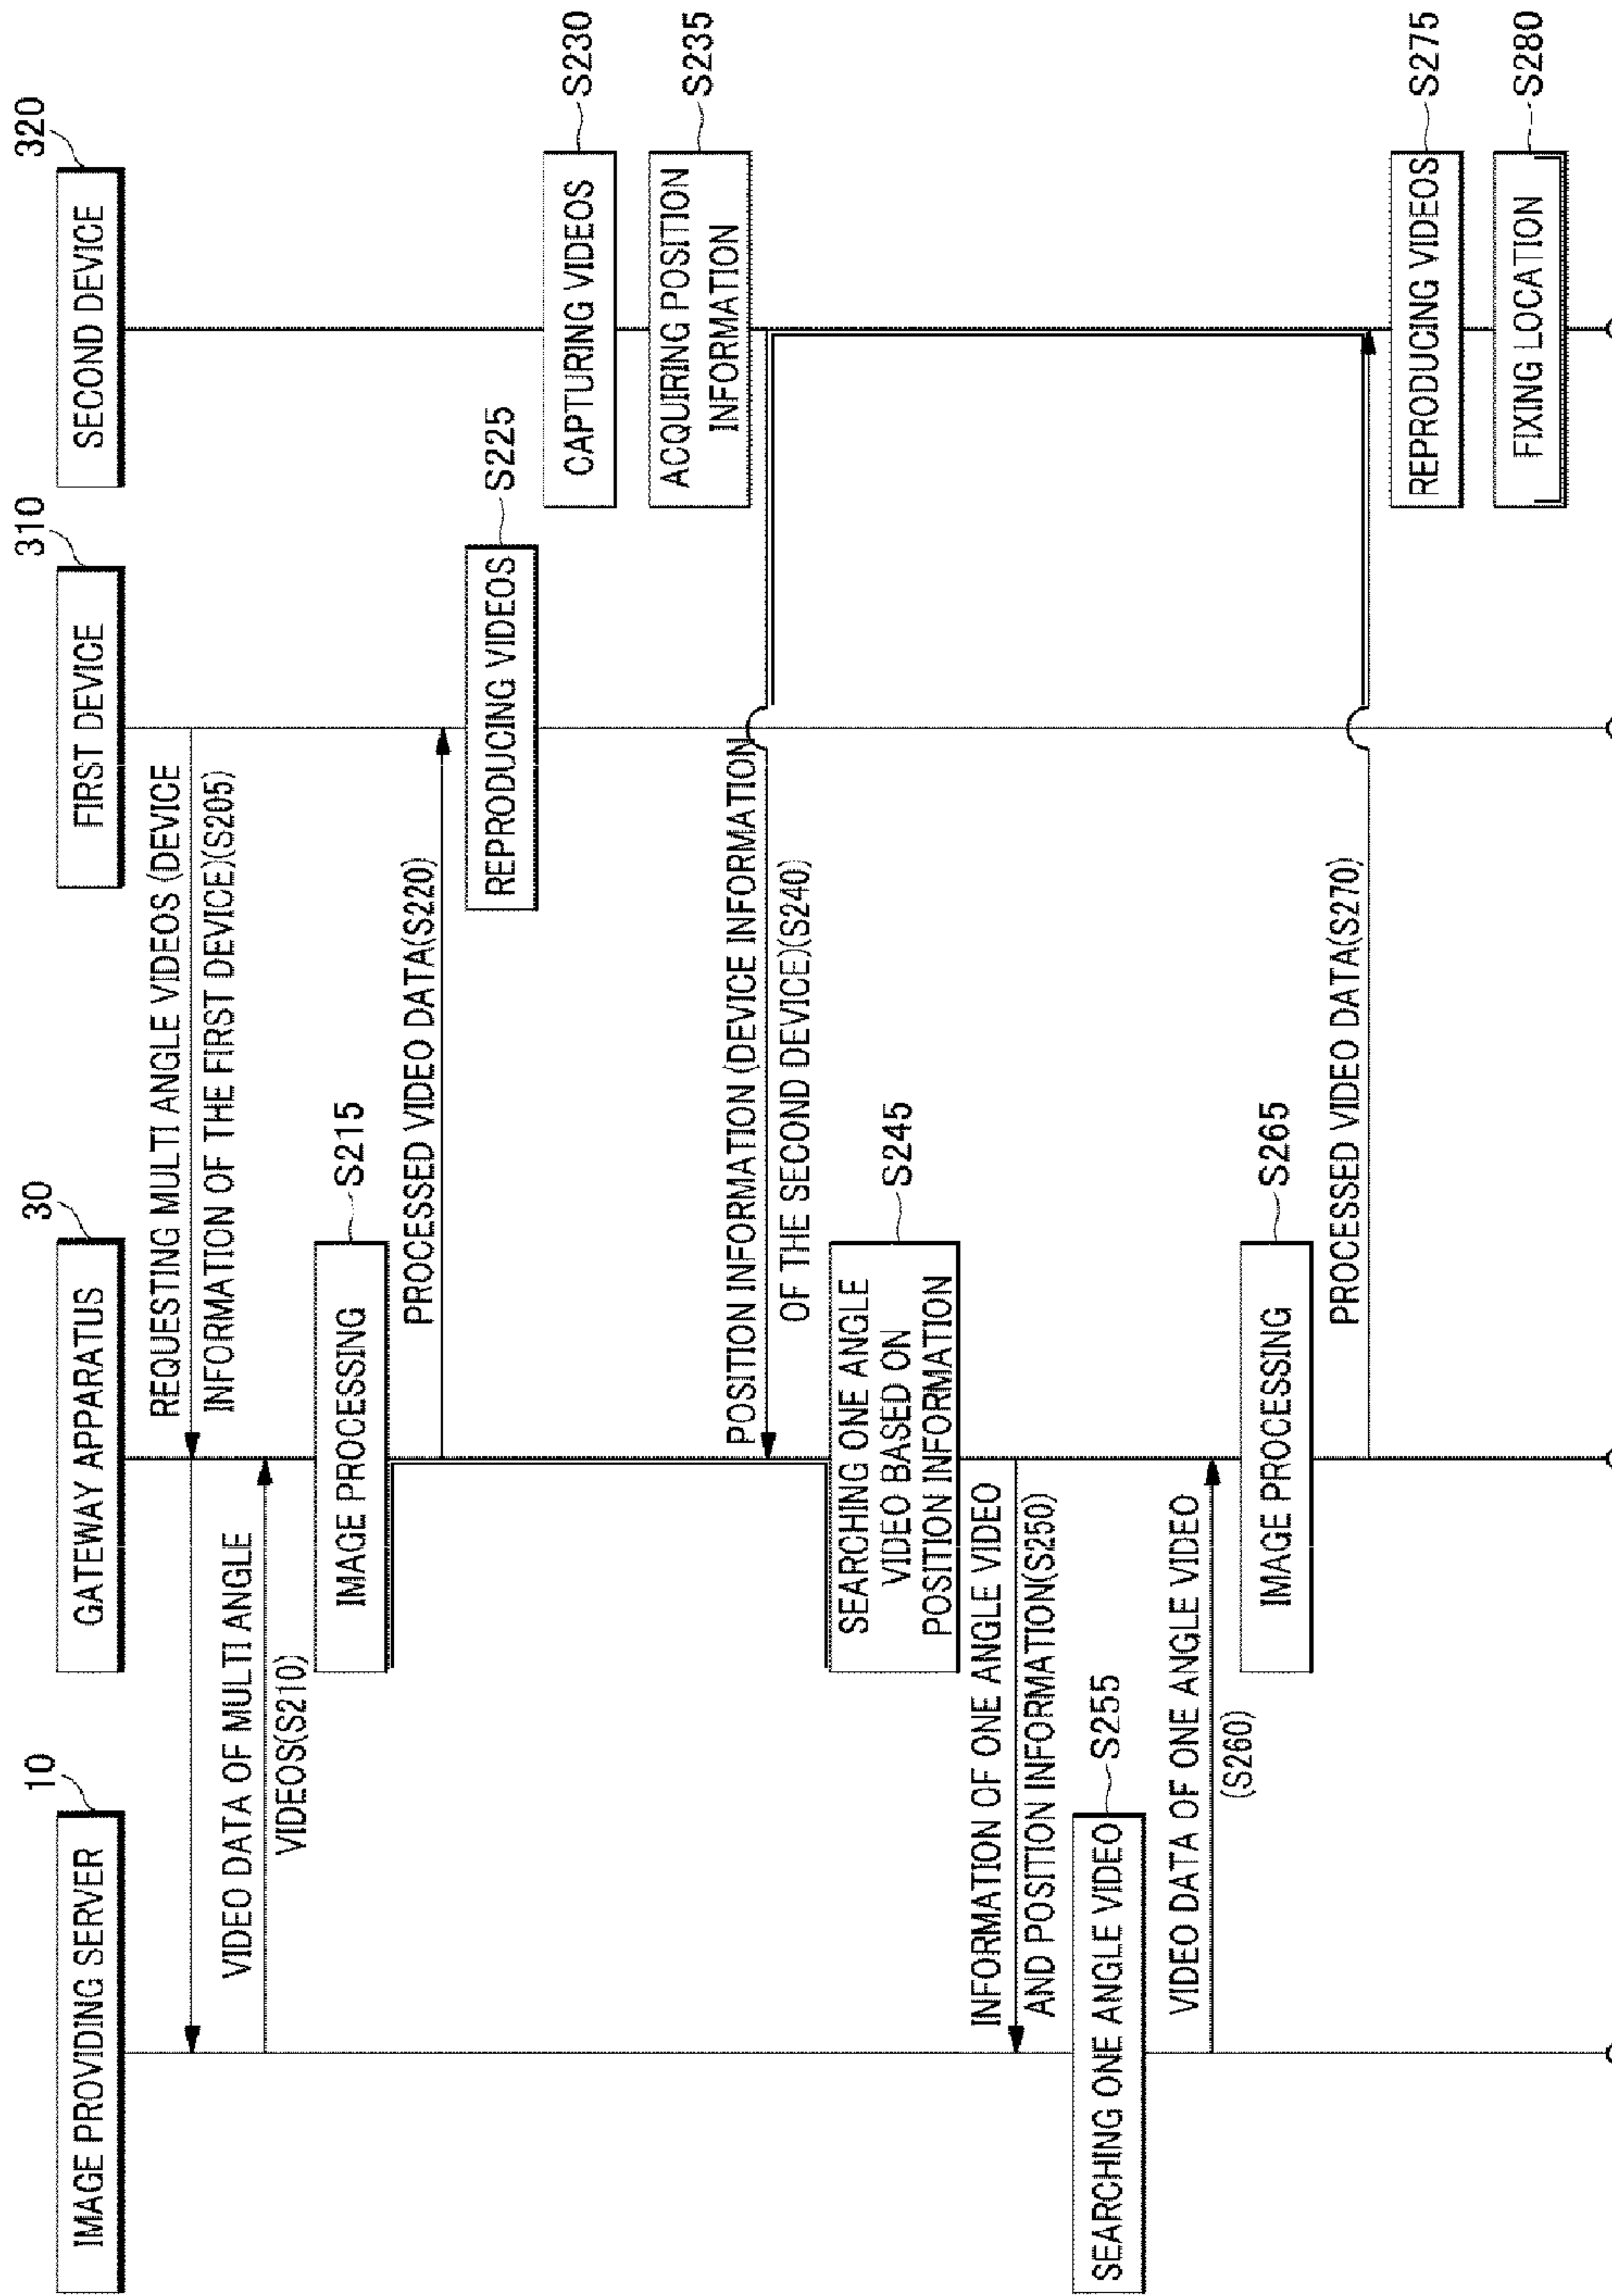 IMAGE PROVIDING SERVER
10
GATEWAY APPARATUS
30
FIRST DEVICE
310
SECOND DEVICE
320
REQUESTING MULTI ANGLE VIDEOS (DEVICE
INFORMATION OF THE FIRST DEVICE)(S205)
VIDEO DATA OF MULTI ANGLE
VIDEOS(S210)
IMAGE PROCESSING
S215
PROCESSED VIDEO DATA(S220)
REPRODUCING VIDEOS
S225
CAPTURING VIDEOS
S230
ACQUIRING POSITION
INFORMATION
S235
POSITION INFORMATION (DEVICE INFORMATION
OF THE SECOND DEVICE)(S240)
SEARCHING ONE ANGLE
VIDEO BASED ON
POSITION INFORMATION
S245
INFORMATION OF ONE ANGLE VIDEO
AND POSITION INFORMATION(S250)
SEARCHING ONE ANGLE VIDEO
S255
VIDEO DATA OF ONE ANGLE VIDEO
(S260)
IMAGE PROCESSING
S265
PROCESSED VIDEO DATA(S270)
REPRODUCING VIDEOS
S275
FIXING LOCATION
S280